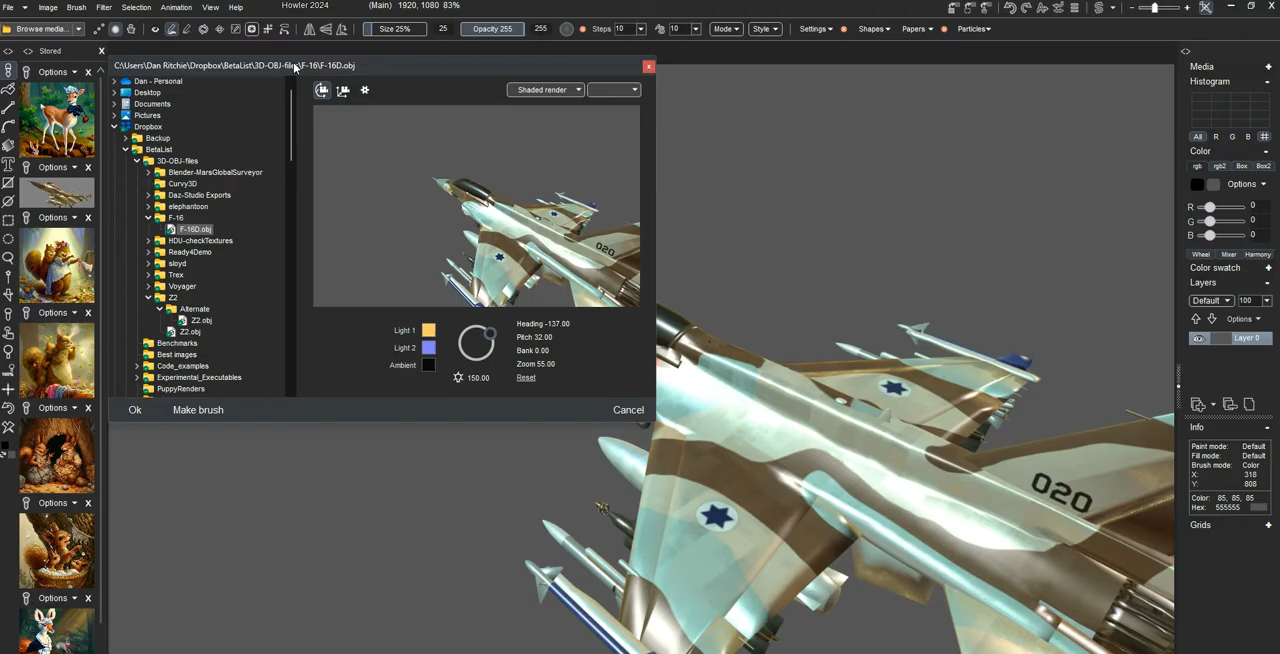 File Image Brush Filter Selection Animation View Help Howler 2024 (Main) 1920, 1080 83%
Browse media... Size 25% 25 Opacity 255 255 Steps 10 10 Mode Style Settings Shapes Papers Particles
Stored
Options
Options
Options
Options
Options
Options
Options
100%
C:\Users\Dan Ritchie\Dropbox\BetaList\3D-OBJ-files\F-16\F-16D.obj
Dan - Personal
Desktop
Documents
Pictures
Dropbox
Backup
BetaList
3D-OBJ-files
Blender-MarsGlobalSurveyor
Curvy3D
Daz-Studio Exports
elephantoon
F-16
F-16D.obj
HDU-checkTextures
Ready4Demo
sloyd
Trex
Voyager
Z2
Alternate
Z2.obj
Z2.obj
Benchmarks
Best images
Code_examples
Experimental_Executables
PuppyRenders
Shaded render
020
Light 1
Light 2
Ambient
150.00
Heading -137.00
Pitch 32.00
Bank 0.00
Zoom 55.00
Reset
Ok Make brush Cancel
020
Media
Histogram
All R G B
Color
rgb rgb2 Box Box2
Options
R 0
G 0
B 0
Wheel Mixer Harmony
Color swatch
Layers
Default 100
Options
Layer 0
Info
Paint mode: Default
Fill mode: Default
Brush mode: Color
X: 318
Y: 808
Color: 85, 85, 85
Hex: 555555
Grids